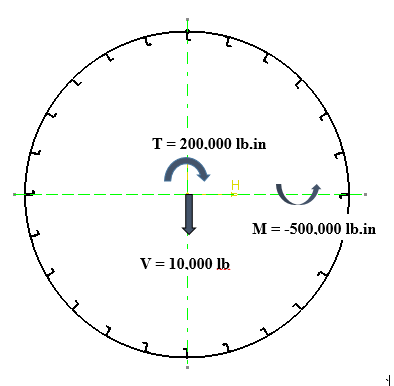 T = 200,000 lb.in
H
M = -500,000 lb.in
V = 10,000 lb